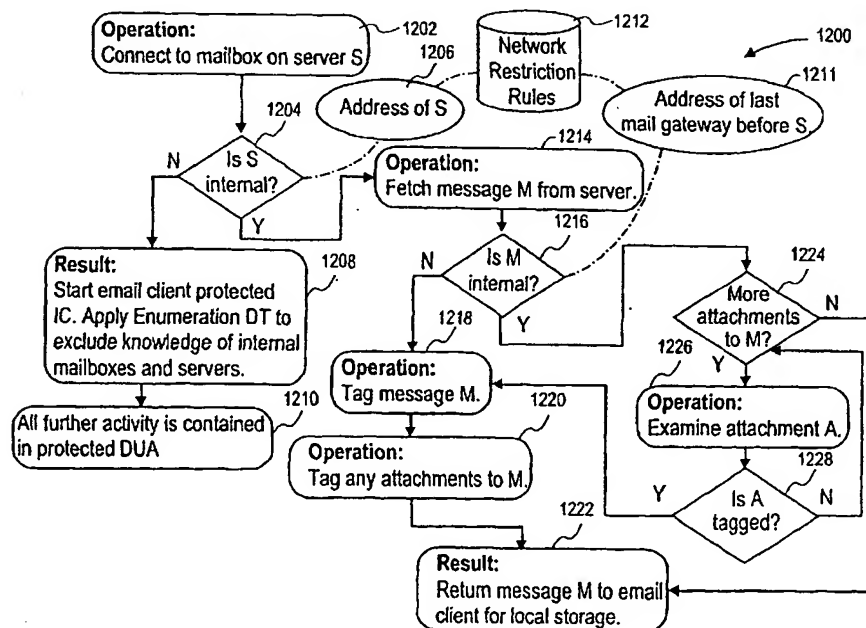 Operation:
Connect to mailbox on server S
1202
1206
1212
Network
Restriction
Rules
1200
1211
Address of S
Address of last
mail gateway before S.
1204
Is S
internal?
N
Y
1214
Operation:
Fetch message M from server.
1216
Is M
internal?
N
Y
1208
Result:
Start email client protected
IC. Apply Enumeration DT to
exclude knowledge of internal
mailboxes and servers.
1210
All further activity is contained
in protected DUA
1218
Operation:
Tag message M.
1220
Operation:
Tag any attachments to M.
1222
Result:
Return message M to email
client for local storage.
1224
More
attachments
to M?
N
Y
1226
Operation:
Examine attachment A.
1228
Is A
tagged?
Y
N